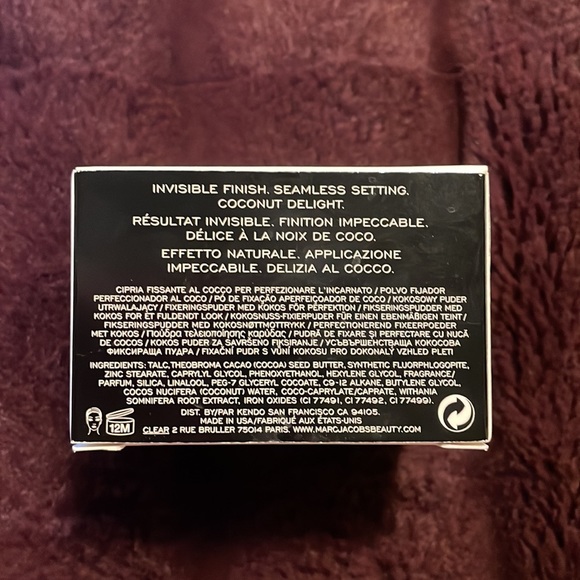 INVISIBLE FINISH. SEAMLESS SETTING.
COCONUT DELIGHT.
RÉSULTAT INVISIBLE. FINITION IMPECCABLE.
DÉLICE À LA NOIX DE COCO.
EFFETTO NATURALE. APPLICAZIONE
IMPECCABILE. DELIZIA AL COCCO.
CIPRIA FISSANTE AL COCCO PER PERFEZIONARE L'INCARNATO / POLVO FIJADOR
PERFECCIONADOR AL COCO / PÓ DE FIXAÇÃO APERFEIÇOADOR DE COCO / KOKOSOWY PUDER
UTRWALAJĄCY / FIXERINGSPUDER MED KOKOS FÖR PERFEKTION / FIKSERINGSPUDDER MED
KOKOS FOR ET FULDENDT LOOK / KOKOSNUSS-FIXIERPUDER FÜR EINEN EBENMÄßIGEN TEINT /
FIKSERINGSPUDDER MED KOKOSNØTTMOTTRYKK / PERFECTIONEREND FIXEERPOEDER
MET KOKOS / Πούδρα τελειοποίησης καρύδας / PUDRĂ DE FIXARE ȘI PERFECTARE CU NUCĂ
DE COCOS / KOKOS PUDER ZA SAVRŠENO FIKSIRANJE / УСЪВЪРШЕНСТВАЩА КОКОСОВА
ФИКСИРАЩА ПУДРА / FIXAČNÍ PUDR S VŮNÍ KOKOSU PRO DOKONALÝ VZHLED PLETI
INGREDIENTS: TALC, THEOBROMA CACAO (COCOA) SEED BUTTER, SYNTHETIC FLUORPHLOGOPITE,
ZINC STEARATE, CAPRYLYL GLYCOL, PHENOXYETHANOL, HEXYLENE GLYCOL, FRAGRANCE/
PARFUM, SILICA, LINALOOL, PEG-7 GLYCERYL COCOATE, C9-12 ALKANE, BUTYLENE GLYCOL,
COCOS NUCIFERA (COCONUT) WATER, COCO-CAPRYLATE/CAPRATE, WITHANIA
SOMNIFERA ROOT EXTRACT, IRON OXIDES (CI 77491, CI 77492, CI 77499).
DIST. BY/PAR KENDO SAN FRANCISCO CA 94105.
MADE IN USA/FABRIQUÉ AUX ÉTATS-UNIS
12M CLEAR 2 RUE BRULLER 75014 PARIS. WWW.MARCJACOBSBEAUTY.COM